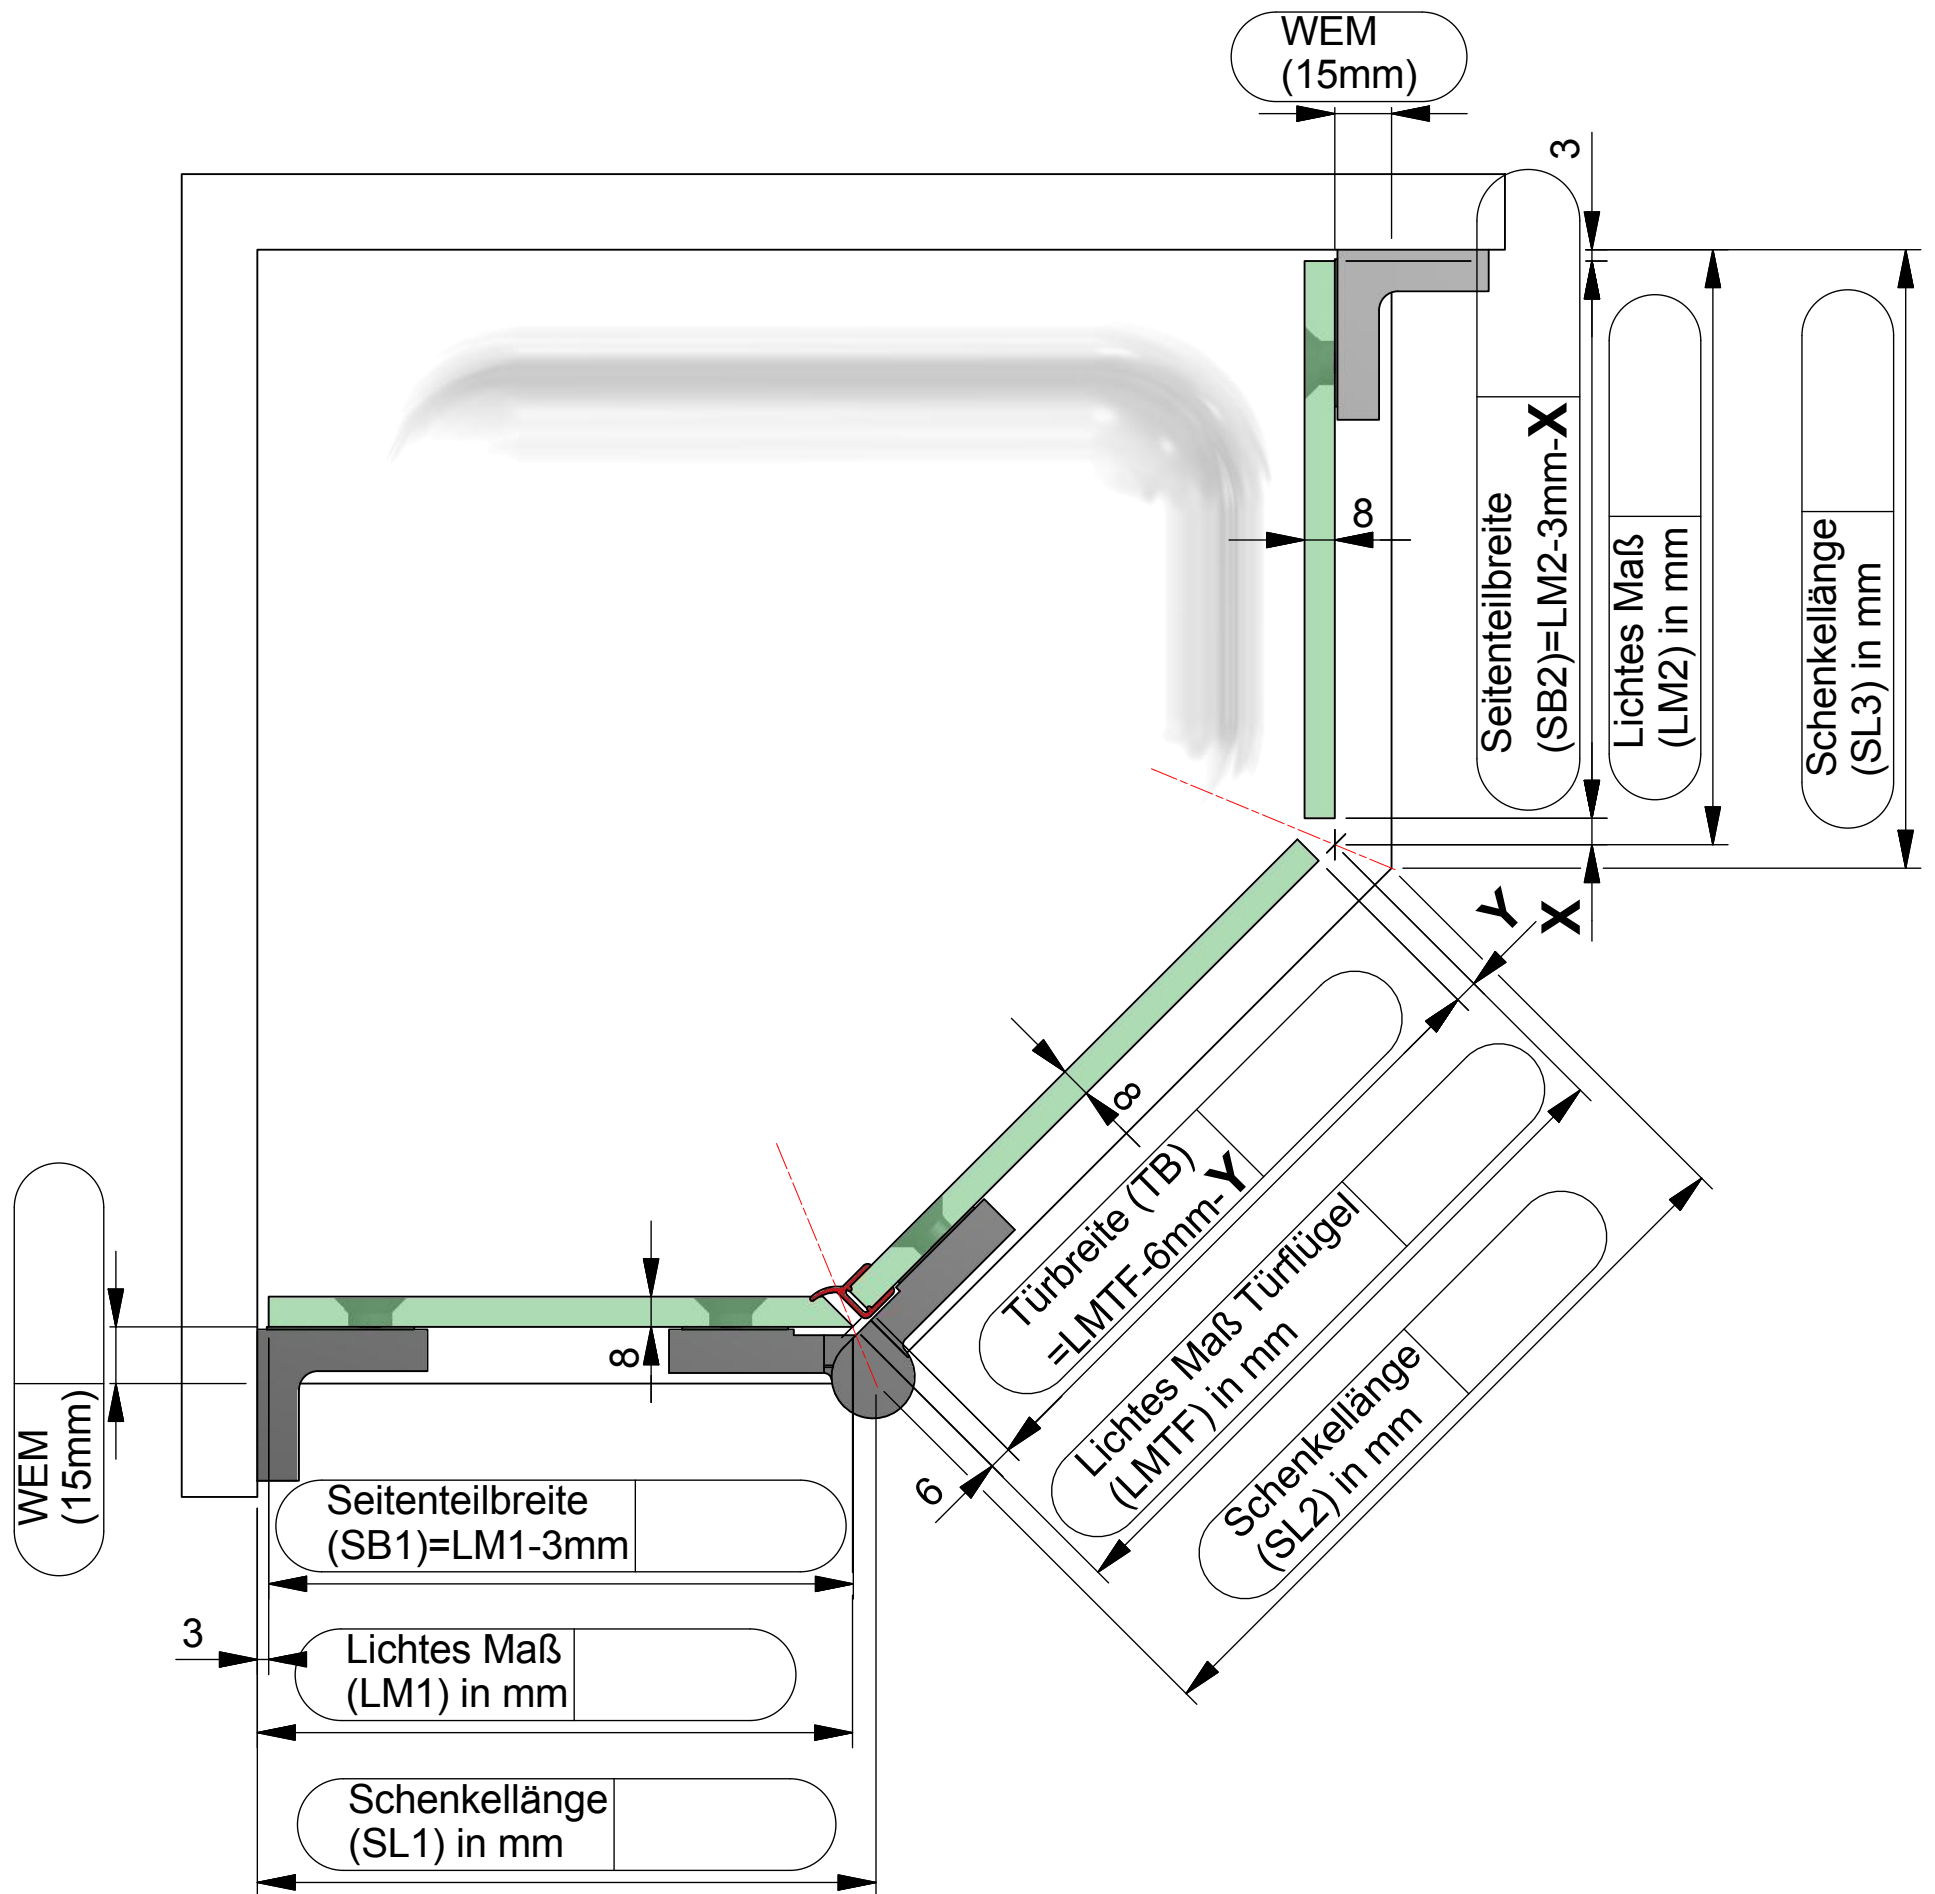 WEM
(15mm)
3
8
Seitenteilbreite
(SB2)=LM2-3mm-X
Lichtes Maß
(LM2) in mm
Schenkellänge
(SL3) in mm
Y
X
8
Türbreite (TB)
=LMTF-6mm-Y
Lichtes Maß Türflügel
(LMTF) in mm
Schenkellänge
(SL2) in mm
6
8
WEM
(15mm)
Seitenteilbreite
(SB1)=LM1-3mm
3
Lichtes Maß
(LM1) in mm
Schenkellänge
(SL1) in mm